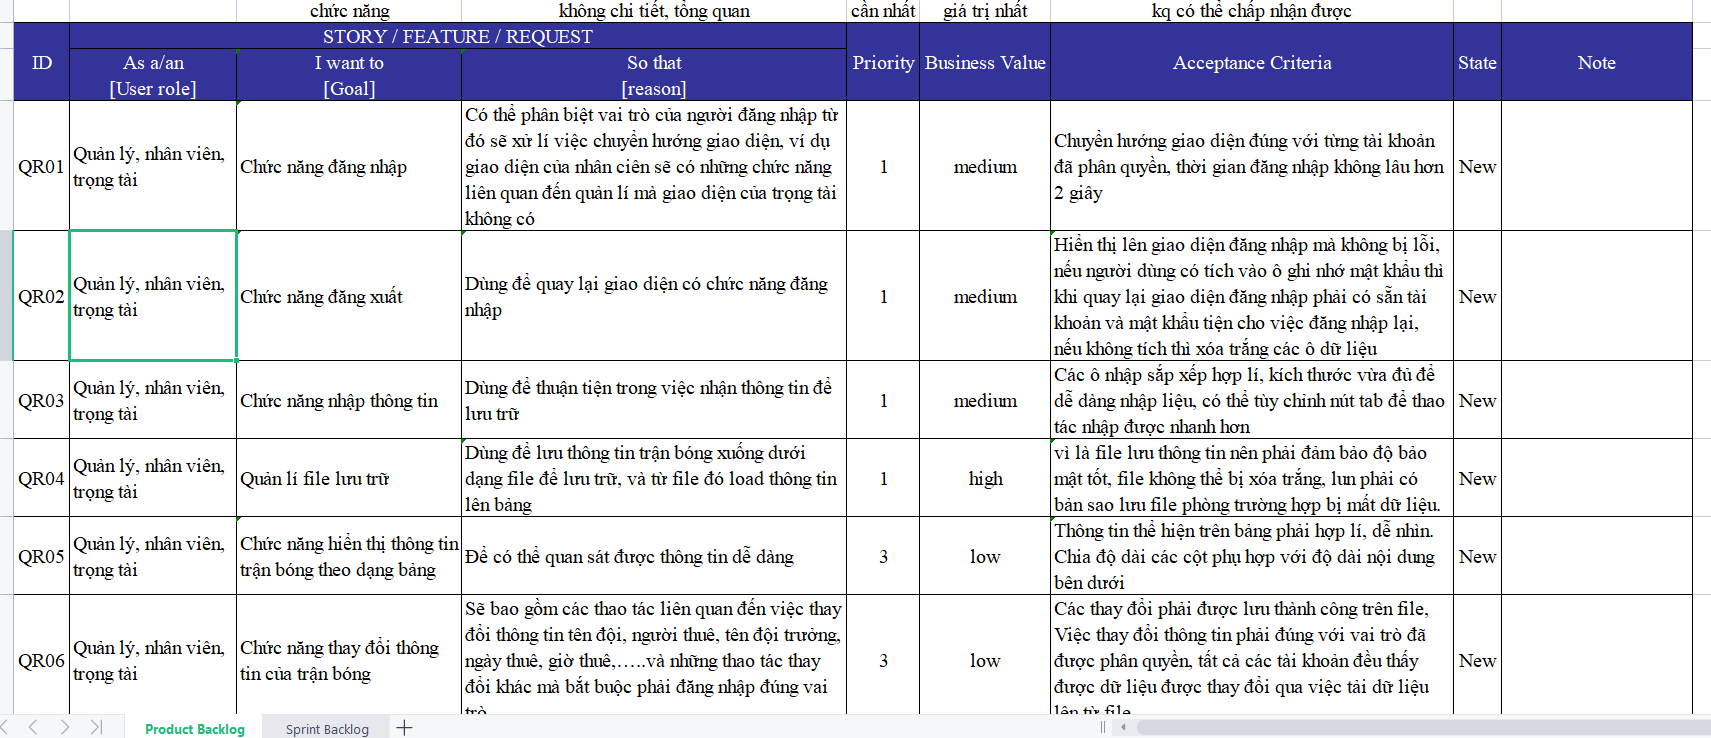 chức năng không chi tiết, tổng quan cần nhất giá trị nhất kq có thể chấp nhận được
STORY / FEATURE / REQUEST
ID As a/an I want to So that Priority Business Value Acceptance Criteria State Note
[User role] [Goal] [reason]
QR01
Quản lý, nhân viên,
trọng tài
Chức năng đăng nhập
Có thể phân biệt vai trò của người đăng nhập từ
đó sẽ xử lí việc chuyển hướng giao diện, ví dụ
giao diện của nhân ciên sẽ có những chức năng
liên quan đến quản lí mà giao diện của trọng tài
không có
1
medium
Chuyển hướng giao diện đúng với từng tài khoản
đã phân quyền, thời gian đăng nhập không lâu hơn
2 giây
New
QR02
Quản lý, nhân viên,
trọng tài
Chức năng đăng xuất
Dùng để quay lại giao diện có chức năng đăng
nhập
1
medium
Hiển thị lên giao diện đăng nhập mà không bị lỗi,
nếu người dùng có tích vào ô ghi nhớ mật khẩu thì
khi quay lại giao diện đăng nhập phải có sẵn tài
khoản và mật khẩu tiện cho việc đăng nhập lại,
nếu không tích thì xóa trắng các ô dữ liệu
New
QR03
Quản lý, nhân viên,
trọng tài
Chức năng nhập thông tin
Dùng để thuận tiện trong việc nhận thông tin để
lưu trữ
1
medium
Các ô nhập sắp xếp hợp lí, kích thước vừa đủ để
dễ dàng nhập liệu, có thể tùy chỉnh nút tab để thao
tác nhập được nhanh hơn
New
QR04
Quản lý, nhân viên,
trọng tài
Quản lí file lưu trữ
Dùng để lưu thông tin trận bóng xuống dưới
dạng file để lưu trữ, và từ file đó load thông tin
lên bảng
1
high
vì là file lưu thông tin nên phải đảm bảo độ bảo
mật tốt, file không thể bị xóa trắng, lun phải có
bản sao lưu file phòng trường hợp bị mất dữ liệu.
New
QR05
Quản lý, nhân viên,
trọng tài
Chức năng hiển thị thông tin
trận bóng theo dạng bảng
Để có thể quan sát được thông tin dễ dàng
3
low
Thông tin thể hiện trên bảng phải hợp lí, dễ nhìn.
Chia độ dài các cột phụ hợp với độ dài nội dung
bên dưới
New
QR06
Quản lý, nhân viên,
trọng tài
Chức năng thay đổi thông
tin của trận bóng
Sẽ bao gồm các thao tác liên quan đến việc thay
đổi thông tin tên đội, người thuê, tên đội trưởng,
ngày thuê, giờ thuê,.....và những thao tác thay
đổi khác mà bắt buộc phải đăng nhập đúng vai
trò
3
low
Các thay đổi phải được lưu thành công trên file,
Việc thay đổi thông tin phải đúng với vai trò đã
được phân quyền, tất cả các tài khoản đều thấy
được dữ liệu được thay đổi qua việc tải dữ liệu
lên từ file
New
Product Backlog Sprint Backlog